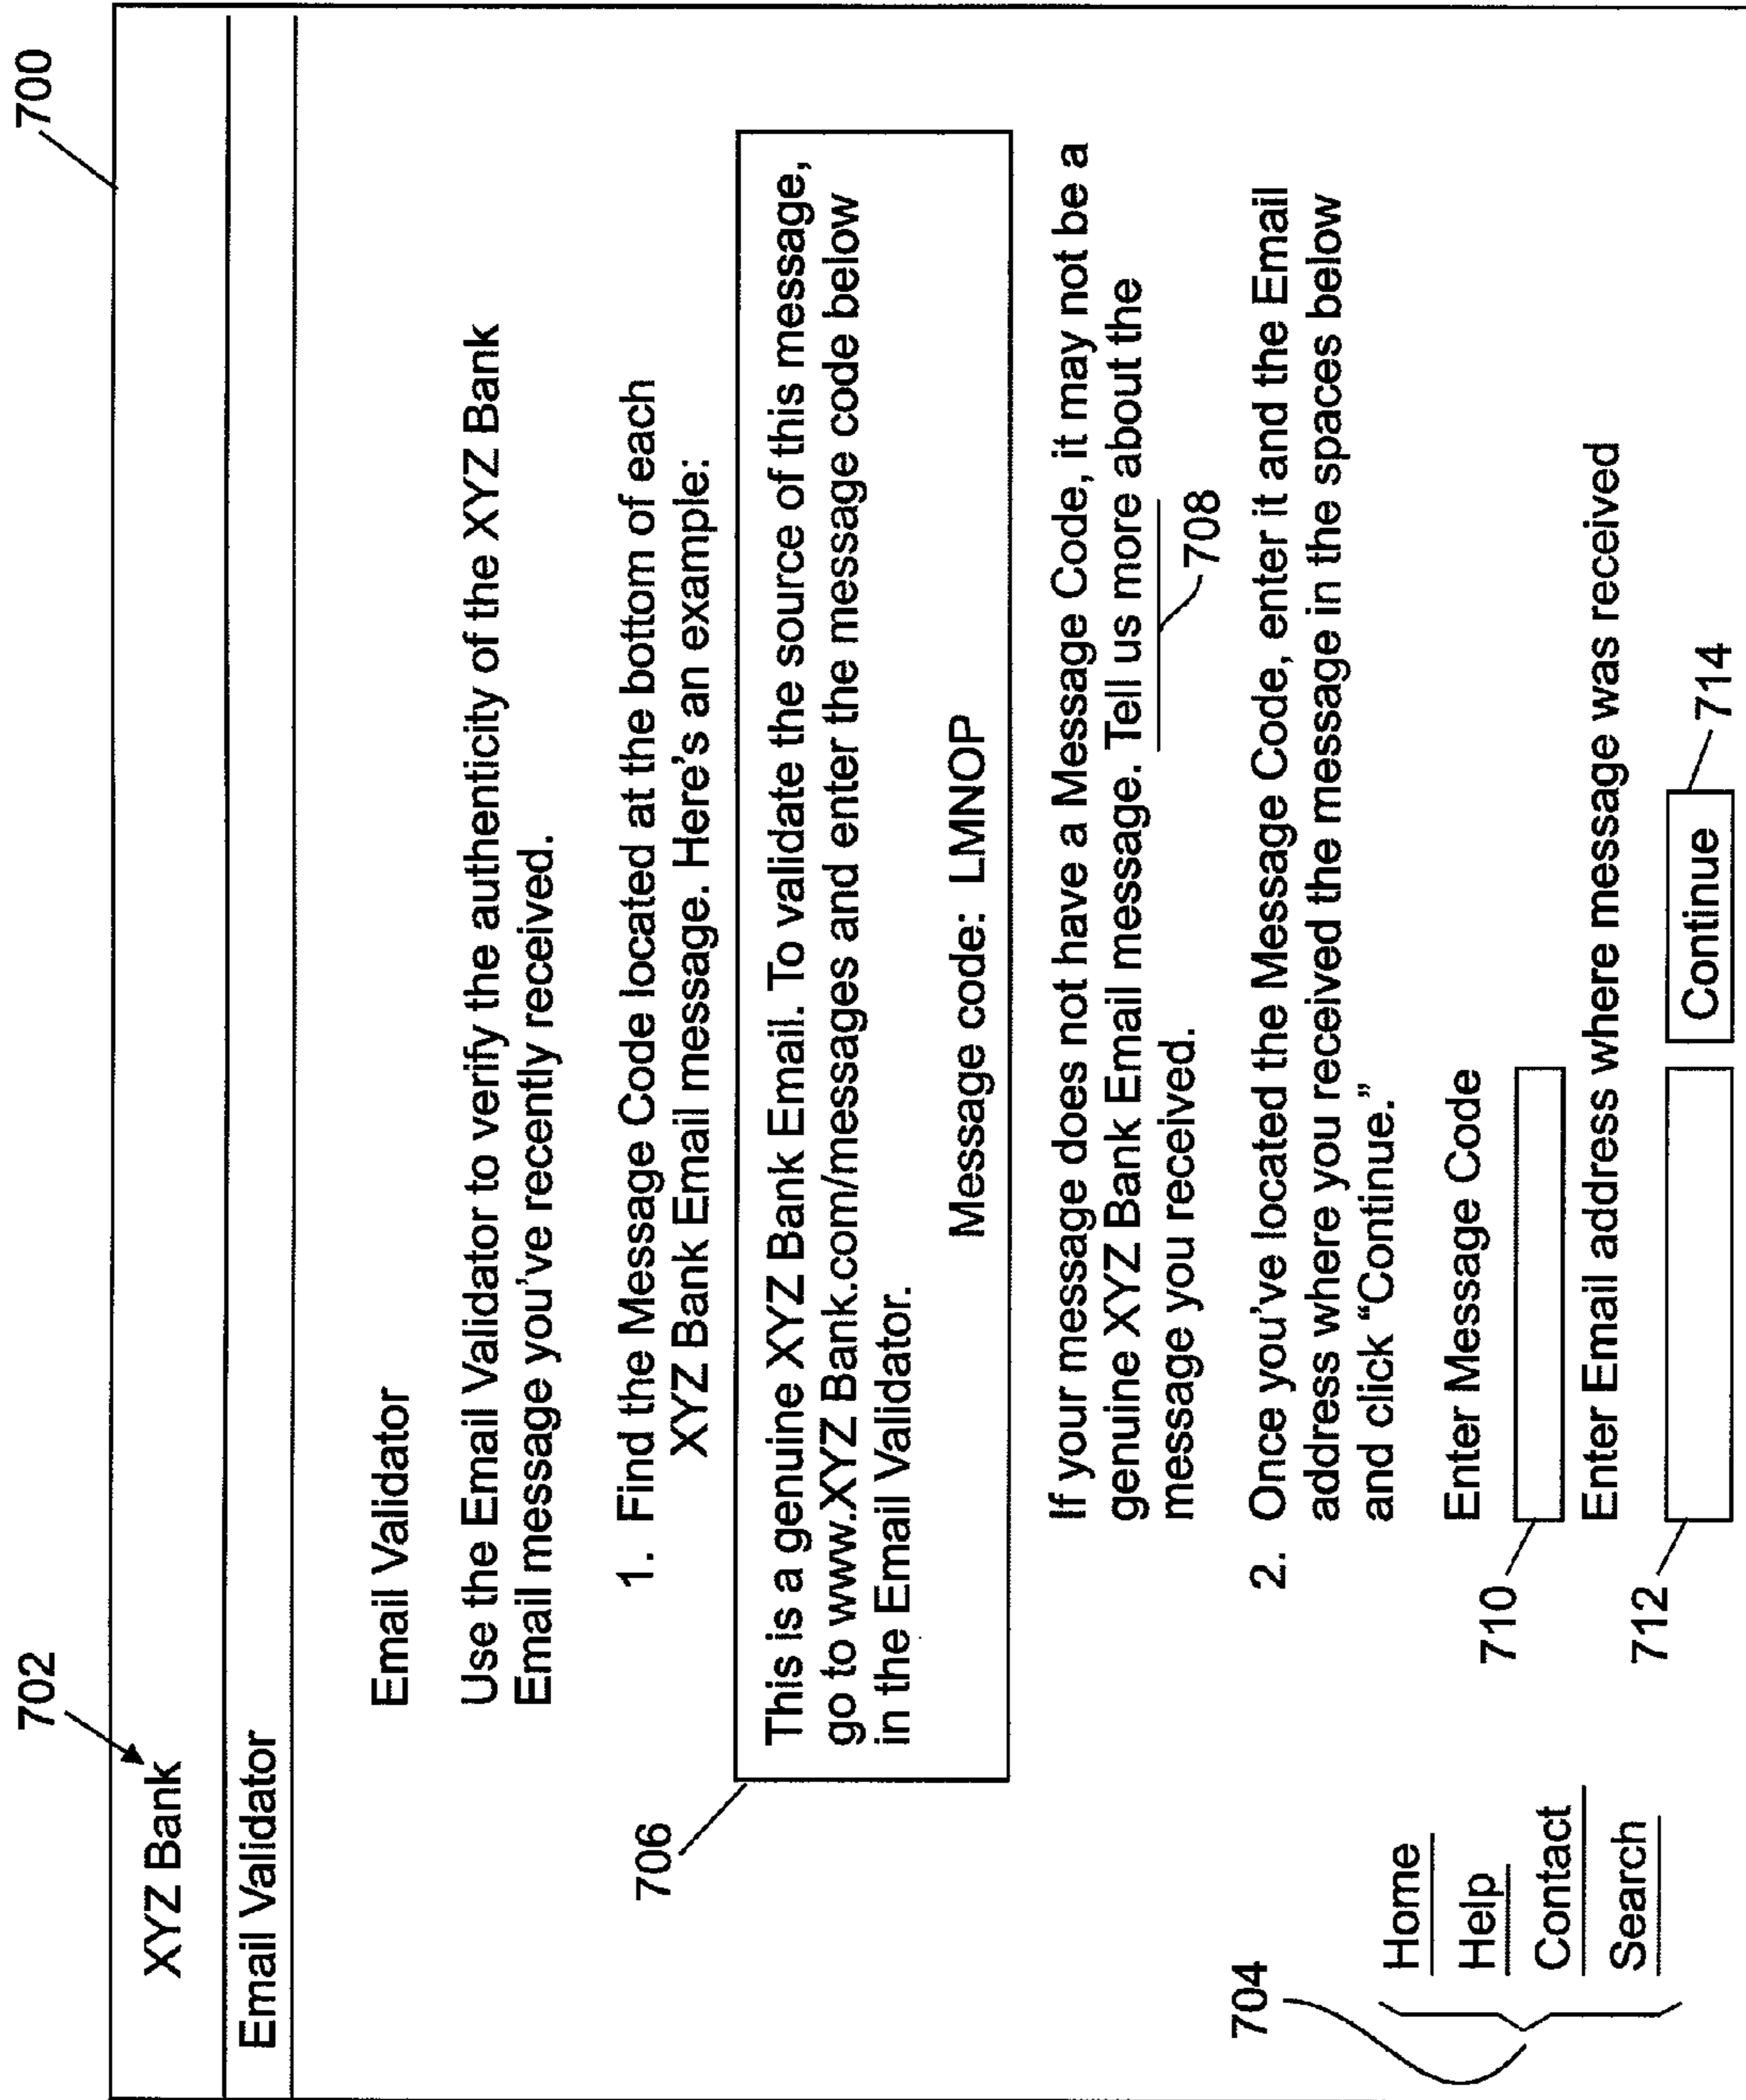 700
702
XYZ Bank
Email Validator
Email Validator
Use the Email Validator to verify the authenticity of the XYZ Bank
Email message you've recently received.
1. Find the Message Code located at the bottom of each
XYZ Bank Email message. Here's an example:
706
This is a genuine XYZ Bank Email. To validate the source of this message,
go to www.XYZ Bank.com/messages and enter the message code below
in the Email Validator.
Message code: LMNOP
If your message does not have a Message Code, it may not be a
genuine XYZ Bank Email message. Tell us more about the
message you received.
708
2. Once you've located the Message Code, enter it and the Email
address where you received the message in the spaces below
and click “Continue.”
704
Home
Help
Contact
Search
Enter Message Code
710
Enter Email address where message was received
712
Continue
714